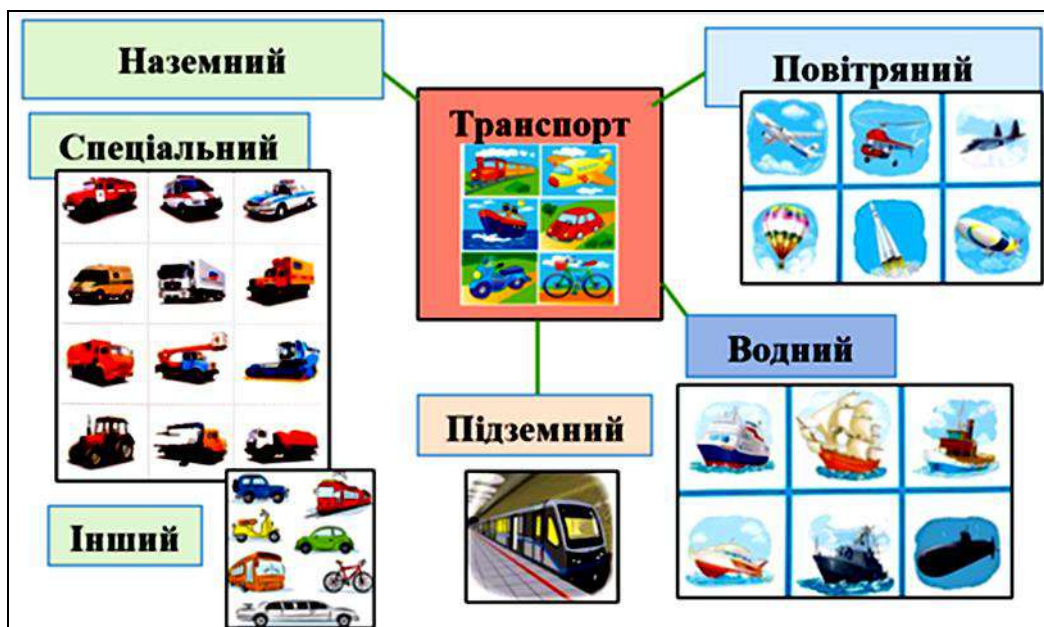 Наземний
Повітряний
Транспорт
Спеціальний
Водний
Підземний
Інший